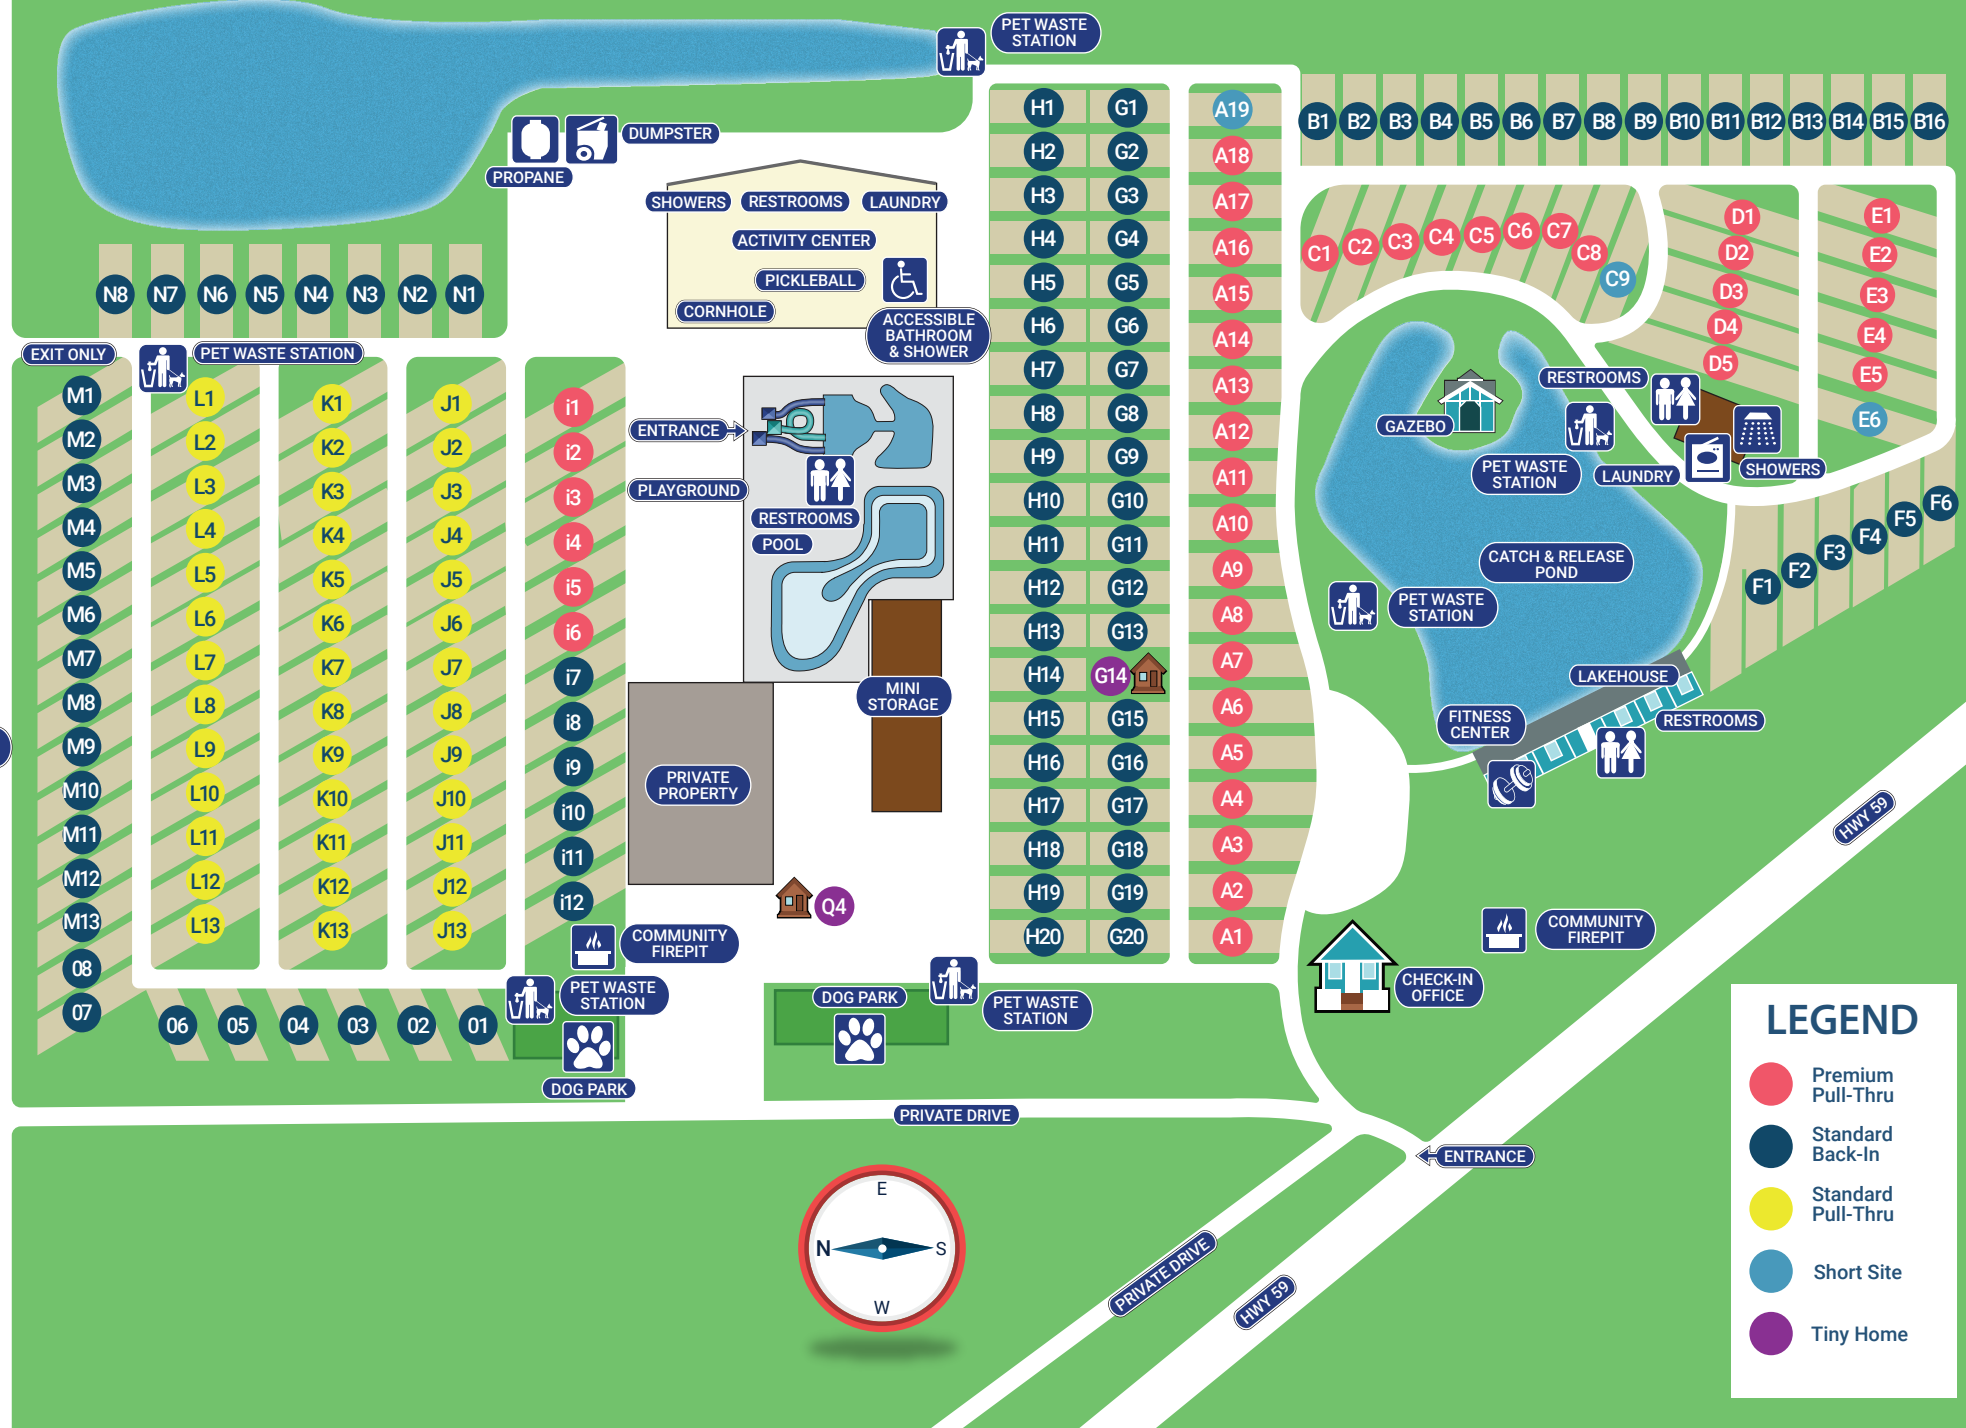 PET WASTE
STATION
DUMPSTER
PROPANE
SHOWERS
RESTROOMS
LAUNDRY
ACTIVITY CENTER
PICKLEBALL
CORNHOLE
ACCESSIBLE
BATHROOM
& SHOWER
H1 G1 A19
H2 G2 A18
H3 G3 A17
H4 G4 A16
H5 G5 A15
H6 G6 A14
H7 G7 A13
H8 G8 A12
H9 G9 A11
H10 G10 A10
H11 G11 A9
H12 G12 A8
H13 G13 A7
H14 G14 A6
H15 G15 A5
H16 G16 A4
H17 G17 A3
H18 G18 A2
H19 G19 A1
H20 G20
B1 B2 B3 B4 B5 B6 B7 B8 B9 B10 B11 B12 B13 B14 B15 B16
C1 C2 C3 C4 C5 C6 C7 C8 C9
D1
D2
D3
D4
D5
E1
E2
E3
E4
E5
E6
F1 F2 F3 F4 F5 F6
N8 N7 N6 N5 N4 N3 N2 N1
EXIT ONLY
PET WASTE STATION
M1 L1 K1 J1 i1
M2 L2 K2 J2 i2
M3 L3 K3 J3 i3
M4 L4 K4 J4 i4
M5 L5 K5 J5 i5
M6 L6 K6 J6 i6
M7 L7 K7 J7 i7
M8 L8 K8 J8 i8
M9 L9 K9 J9 i9
M10 L10 K10 J10 i10
M11 L11 K11 J11 i11
M12 L12 K12 J12 i12
M13 L13 K13 J13
08
07
06 05 04 03 02 01
ENTRANCE
PLAYGROUND
RESTROOMS
POOL
MINI
STORAGE
PRIVATE
PROPERTY
Q4
COMMUNITY
FIREPIT
PET WASTE
STATION
DOG PARK
DOG PARK
PET WASTE
STATION
GAZEBO
RESTROOMS
PET WASTE
STATION
LAUNDRY
SHOWERS
CATCH & RELEASE
POND
PET WASTE
STATION
LAKEHOUSE
FITNESS
CENTER
RESTROOMS
HWY 59
COMMUNITY
FIREPIT
CHECK-IN
OFFICE
PRIVATE DRIVE
ENTRANCE
PRIVATE DRIVE
HWY 59
E
N S
W
LEGEND
Premium
Pull-Thru
Standard
Back-In
Standard
Pull-Thru
Short Site
Tiny Home